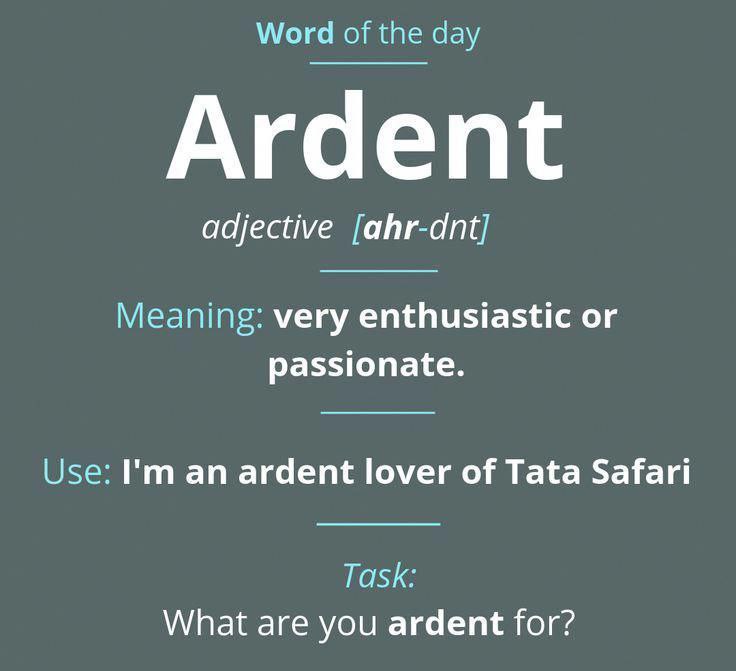 Word of the day
Ardent
adjective [ahr-dnt]
Meaning: very enthusiastic or
passionate.
Use: I'm an ardent lover of Tata Safari
Task:
What are you ardent for?